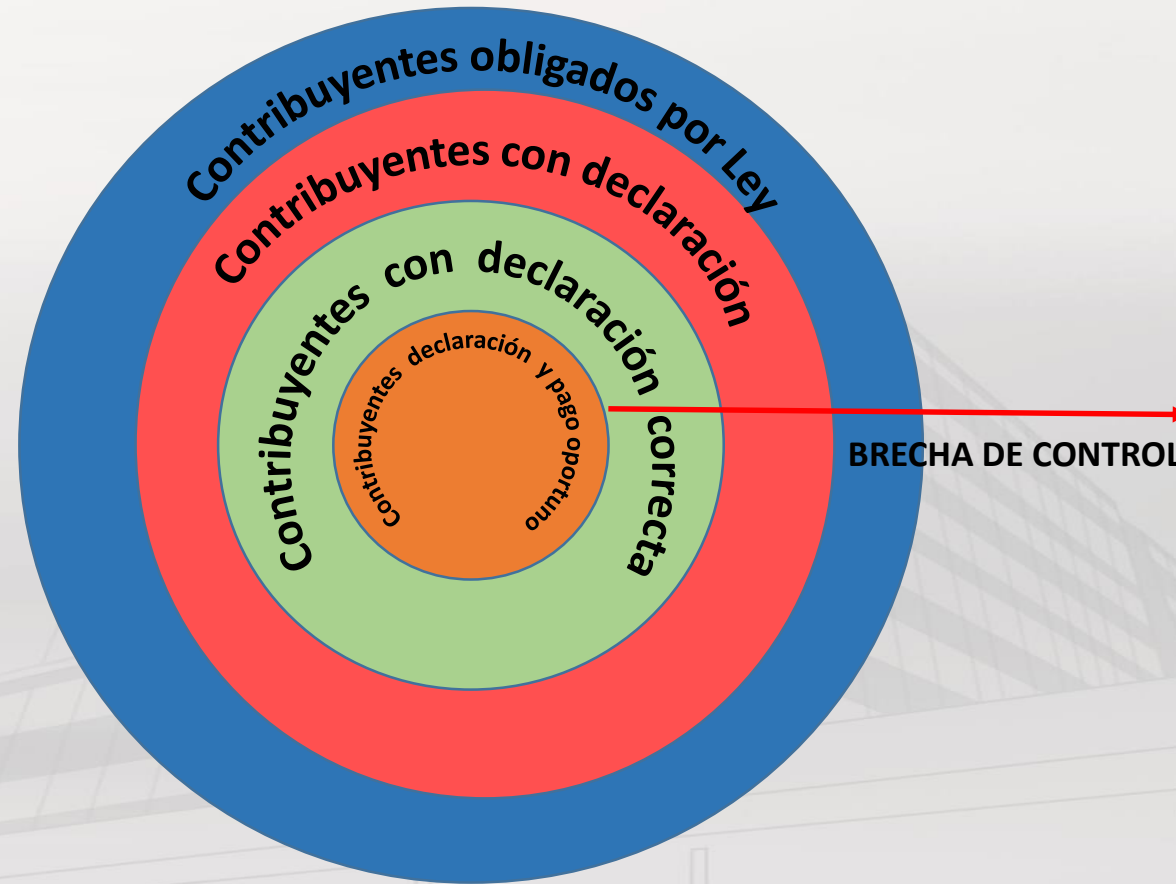 Contribuyentes obligados por Ley
Contribuyentes con declaración
Contribuyentes con declaración correcta
Contribuyentes declaración y pago oportuno
BRECHA DE CONTROL